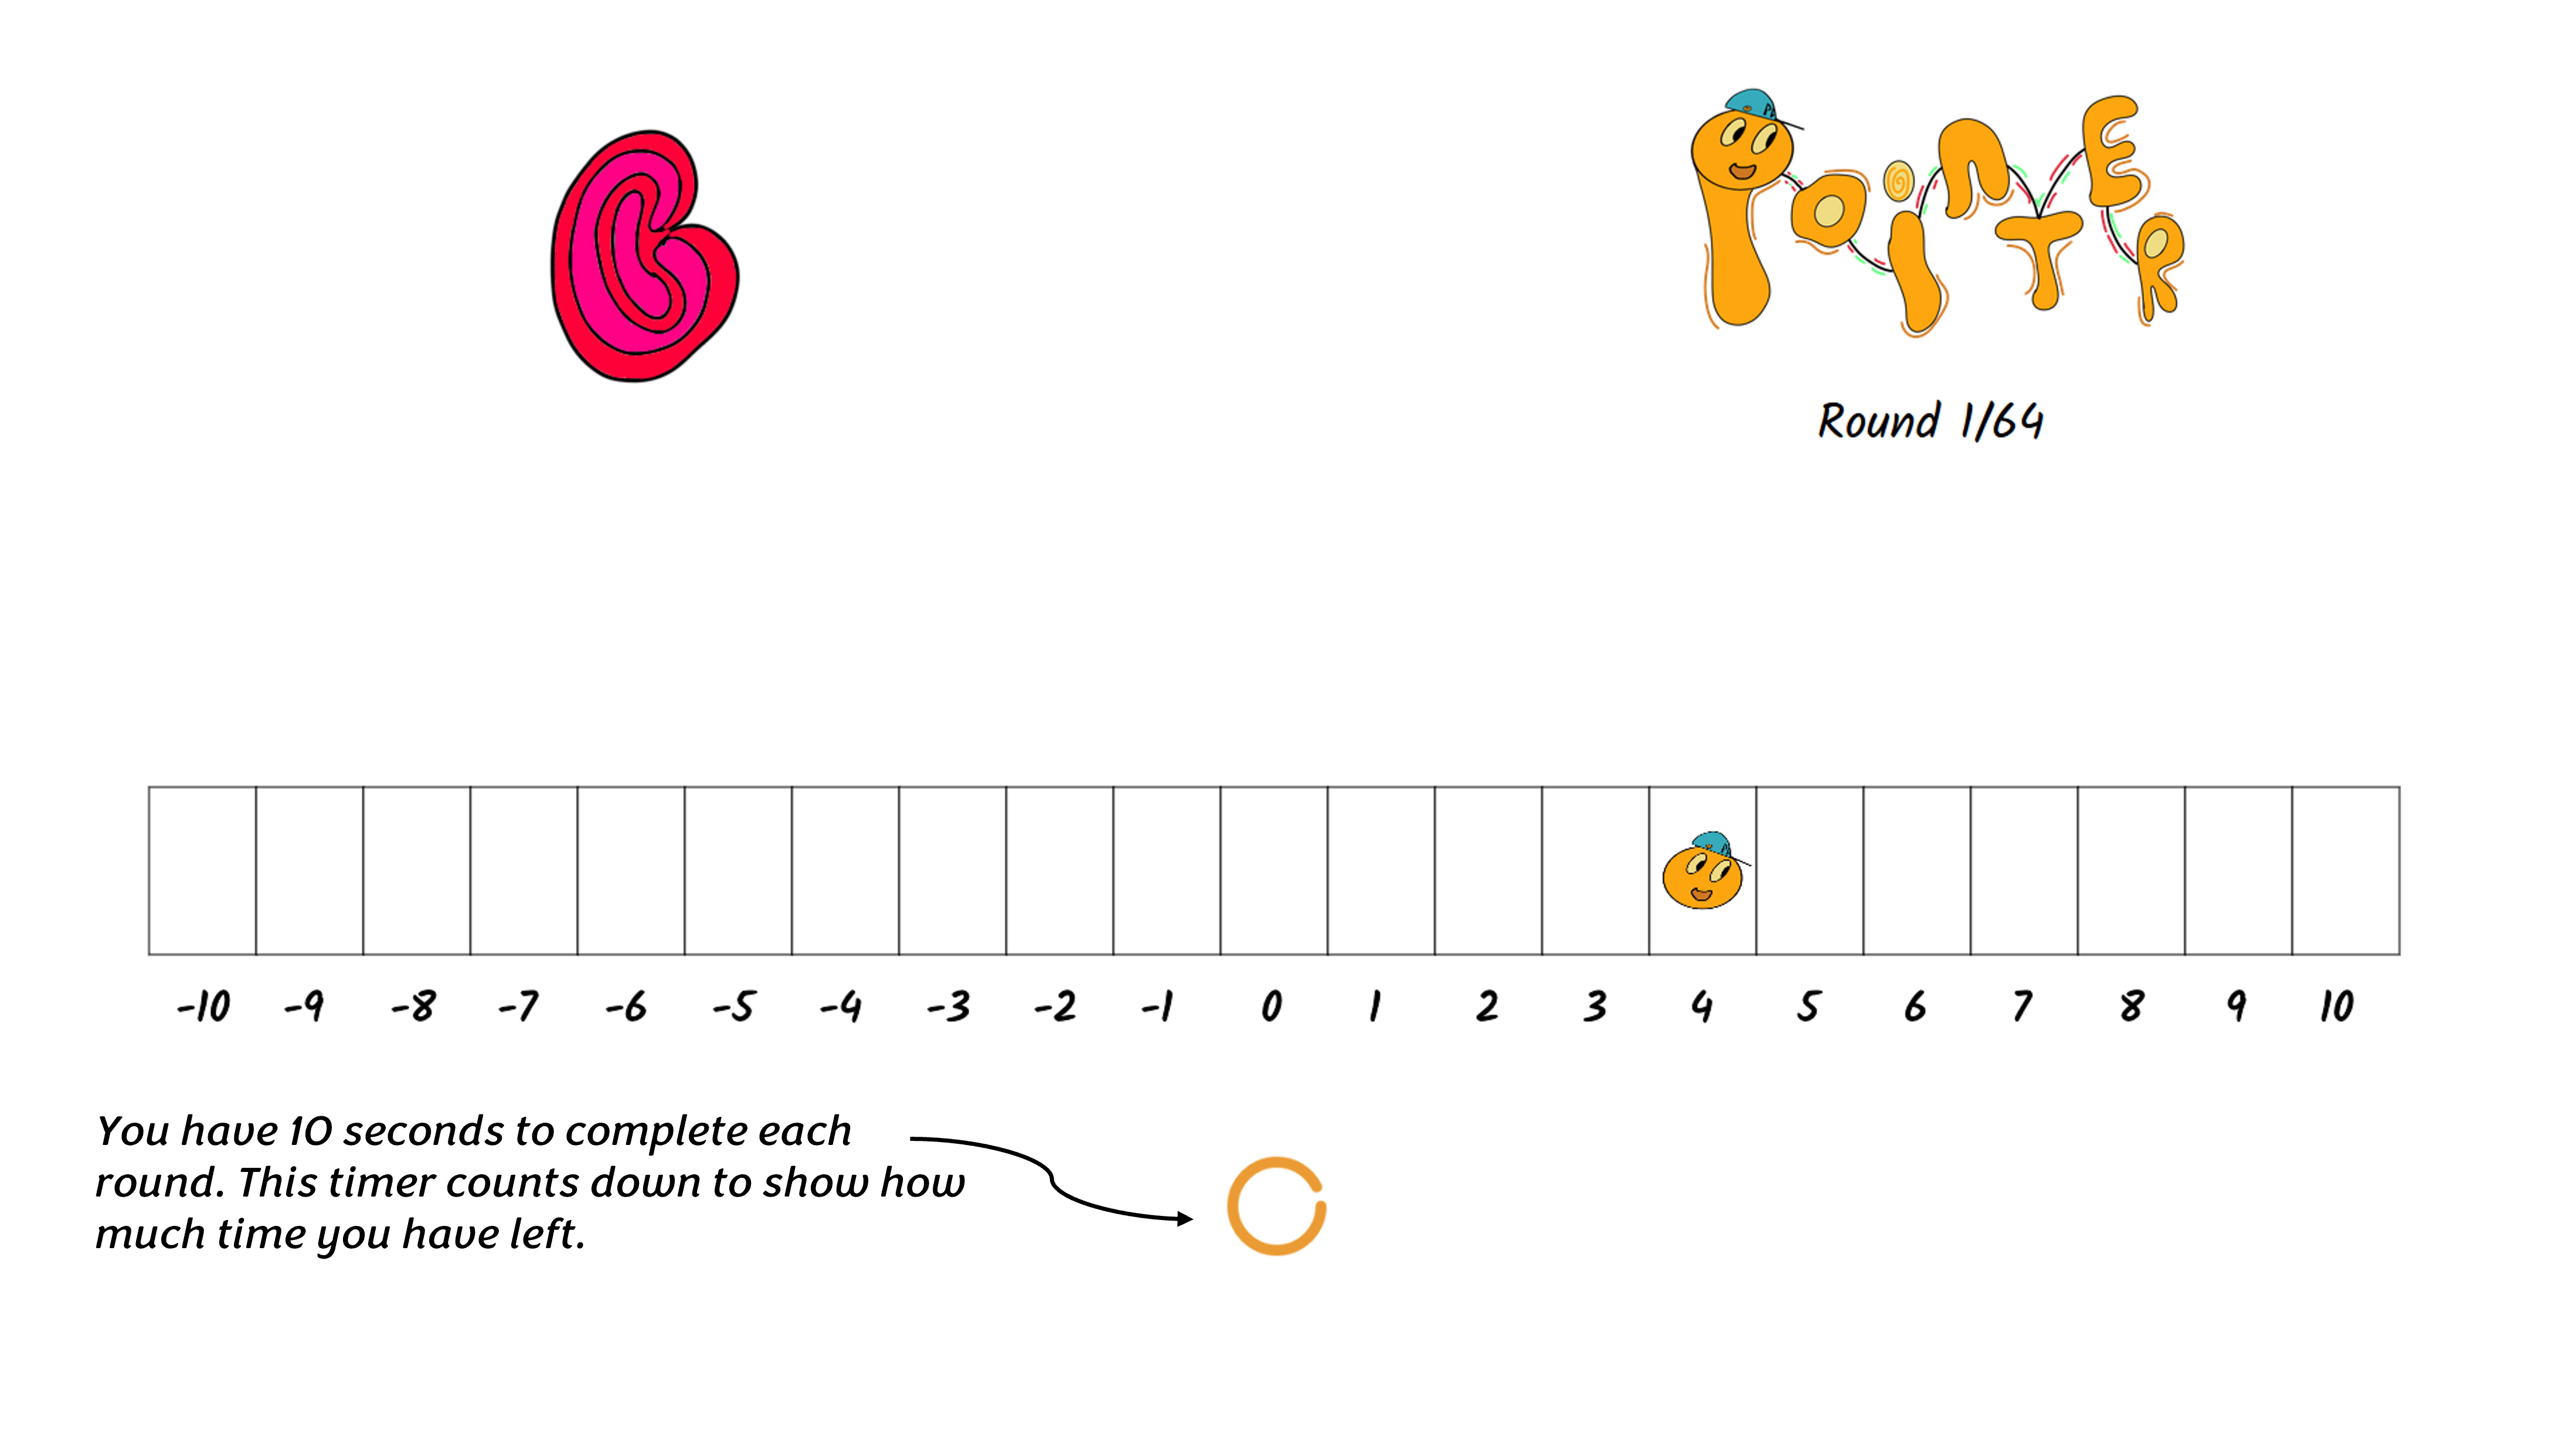 POiNTER
Round 1/64
-10 -9 -8 -7 -6 -5 -4 -3 -2 -1 0 1 2 3 4 5 6 7 8 9 10
You have 10 seconds to complete each
round. This timer counts down to show how
much time you have left.